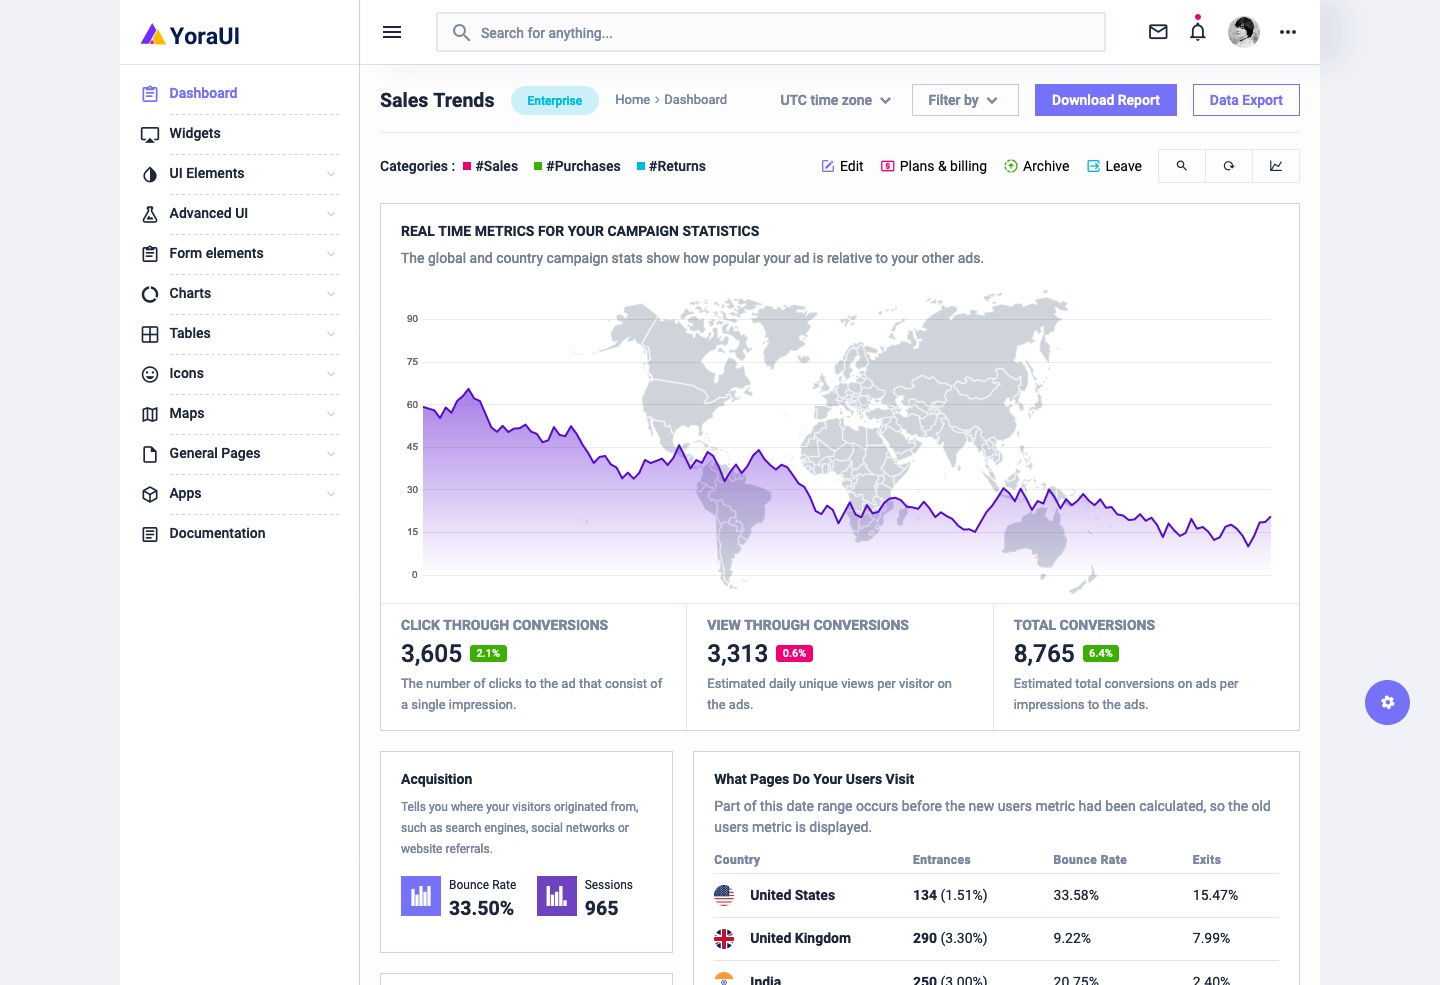 YoraUI
Search for anything...
Dashboard
Widgets
UI Elements
Advanced UI
Form elements
Charts
Tables
Icons
Maps
General Pages
Apps
Documentation
Sales Trends
Enterprise
Home > Dashboard
UTC time zone
Filter by
Download Report
Data Export
Categories :
#Sales
#Purchases
#Returns
Edit
Plans & billing
Archive
Leave
REAL TIME METRICS FOR YOUR CAMPAIGN STATISTICS
The global and country campaign stats show how popular your ad is relative to your other ads.
90
75
60
45
30
15
0
CLICK THROUGH CONVERSIONS
3,605 2.1%
The number of clicks to the ad that consist of
a single impression.
VIEW THROUGH CONVERSIONS
3,313 0.6%
Estimated daily unique views per visitor on
the ads.
TOTAL CONVERSIONS
8,765 6.4%
Estimated total conversions on ads per
impressions to the ads.
Acquisition
Tells you where your visitors originated from,
such as search engines, social networks or
website referrals.
Bounce Rate
33.50%
Sessions
965
What Pages Do Your Users Visit
Part of this date range occurs before the new users metric had been calculated, so the old
users metric is displayed.
Country Entrances Bounce Rate Exits
United States 134 (1.51%) 33.58% 15.47%
United Kingdom 290 (3.30%) 9.22% 7.99%
India 250 (3.00%) 20.75% 2.40%